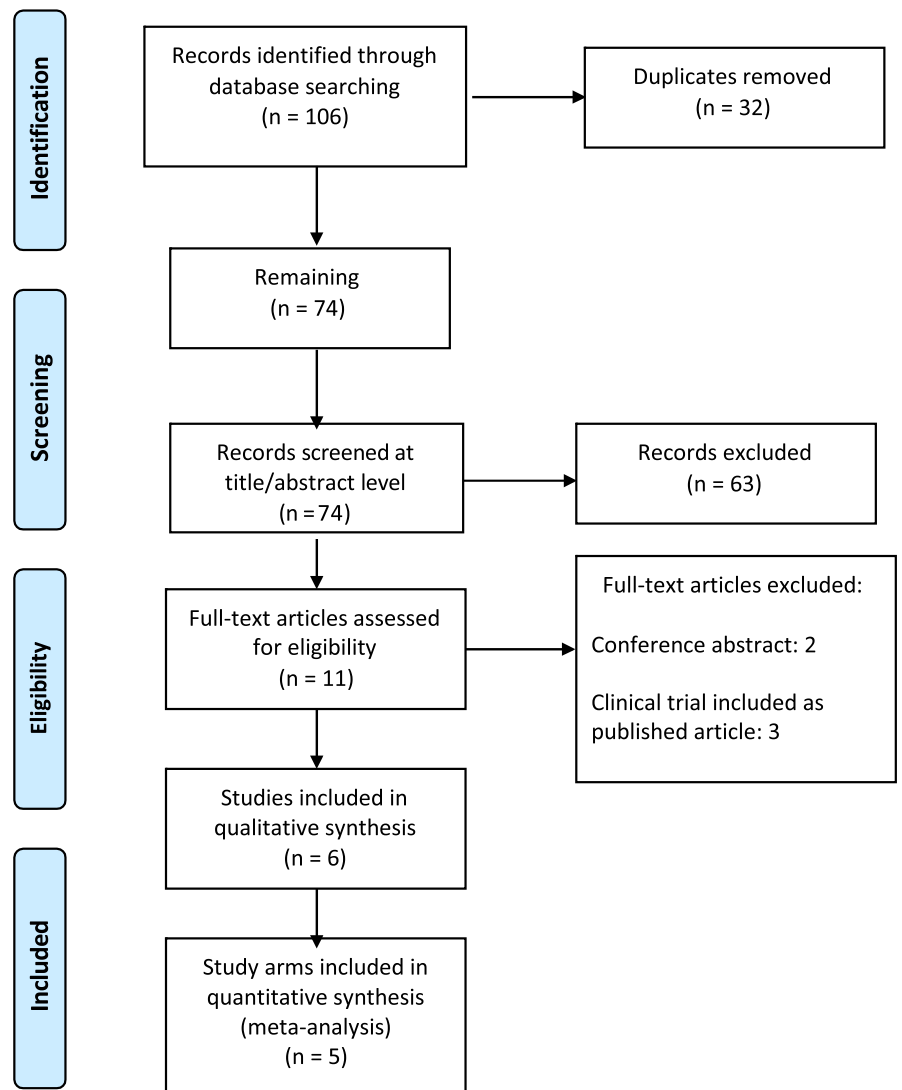 Identification
Records identified through
database searching
(n = 106)
Duplicates removed
(n = 32)
Remaining
(n = 74)
Screening
Records screened at
title/abstract level
(n = 74)
Records excluded
(n = 63)
Eligibility
Full-text articles assessed
for eligibility
(n = 11)
Full-text articles excluded:
Conference abstract: 2
Clinical trial included as
published article: 3
Studies included in
qualitative synthesis
(n = 6)
Included
Study arms included in
quantitative synthesis
(meta-analysis)
(n = 5)